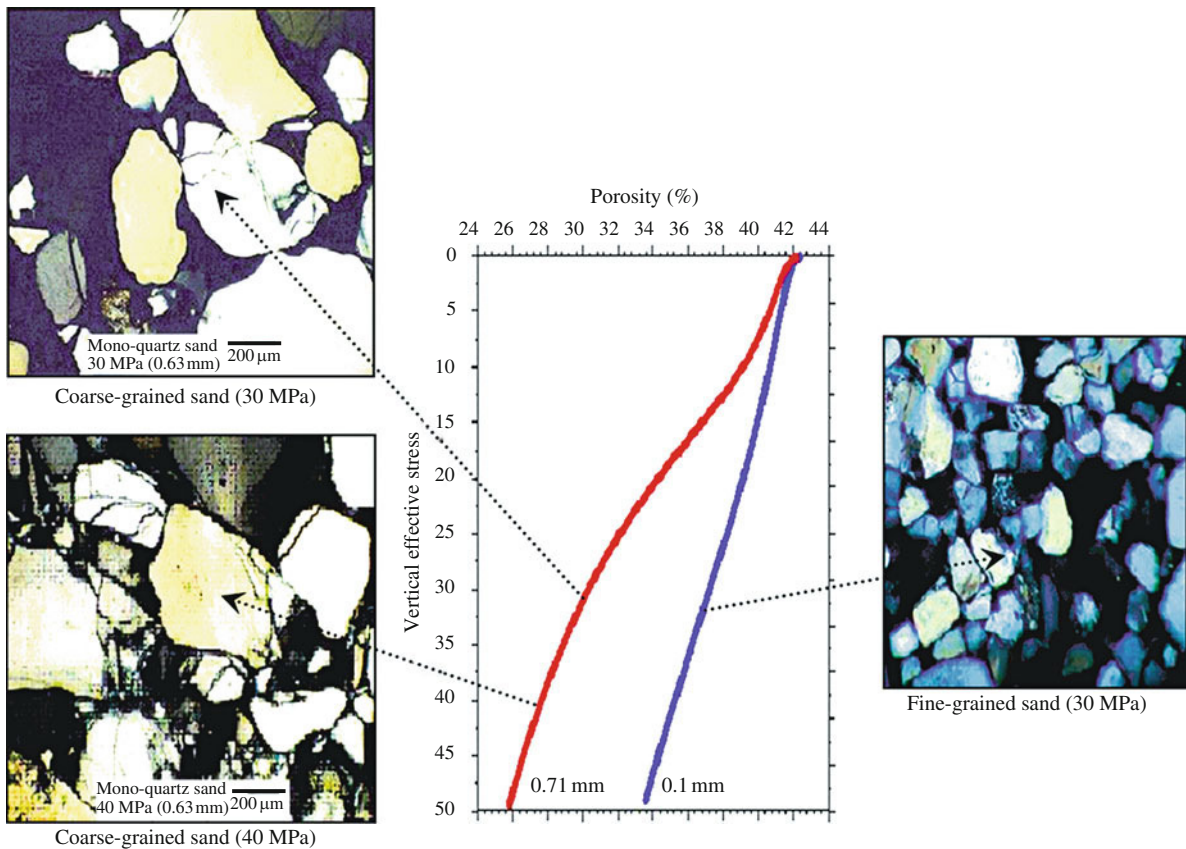 Mono-quartz sand
30 MPa (0.63 mm)
200 µm
Coarse-grained sand (30 MPa)
Mono-quartz sand
40 MPa (0.63 mm)
200 µm
Coarse-grained sand (40 MPa)
Porosity (%)
24 26 28 30 32 34 36 38 40 42 44
Vertical effective stress
0
5
10
15
20
25
30
35
40
45
50
0.71 mm
0.1 mm
Fine-grained sand (30 MPa)